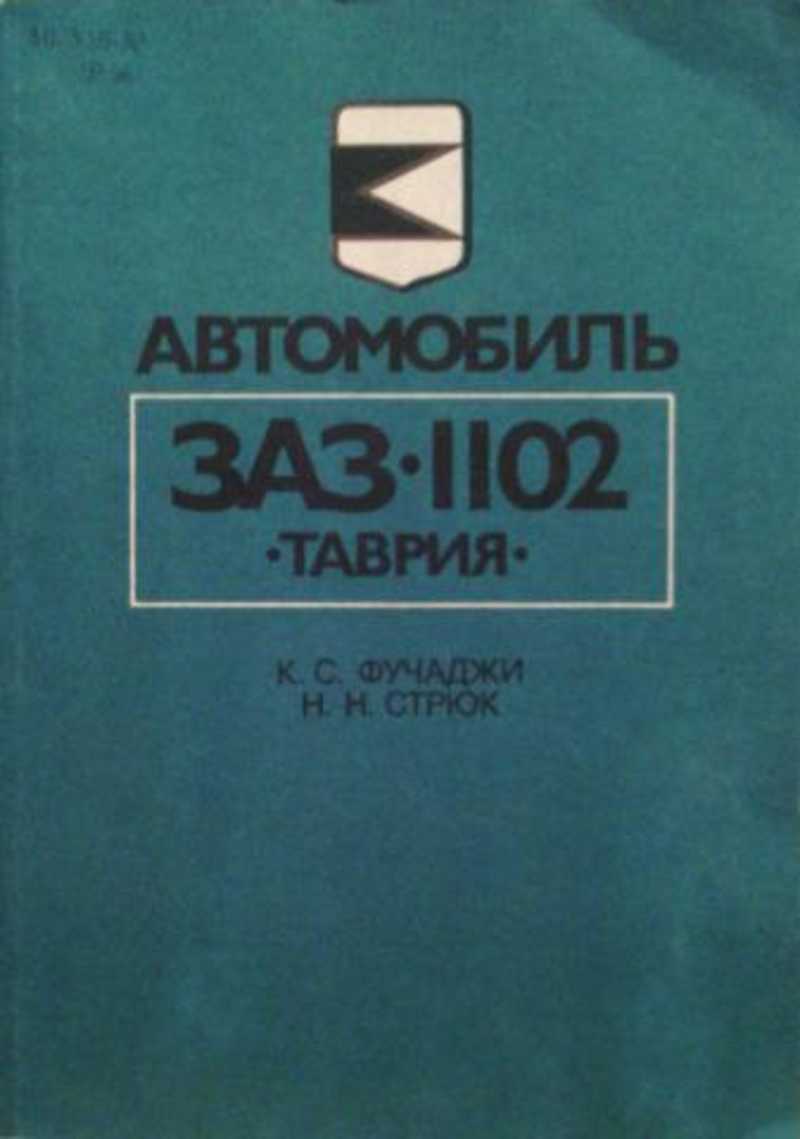 АВТОМОБИЛЬ
ЗАЗ·1102
·ТАВРИЯ·
К. С. ФУЧАДЖИ
Н. Н. СТРЮК